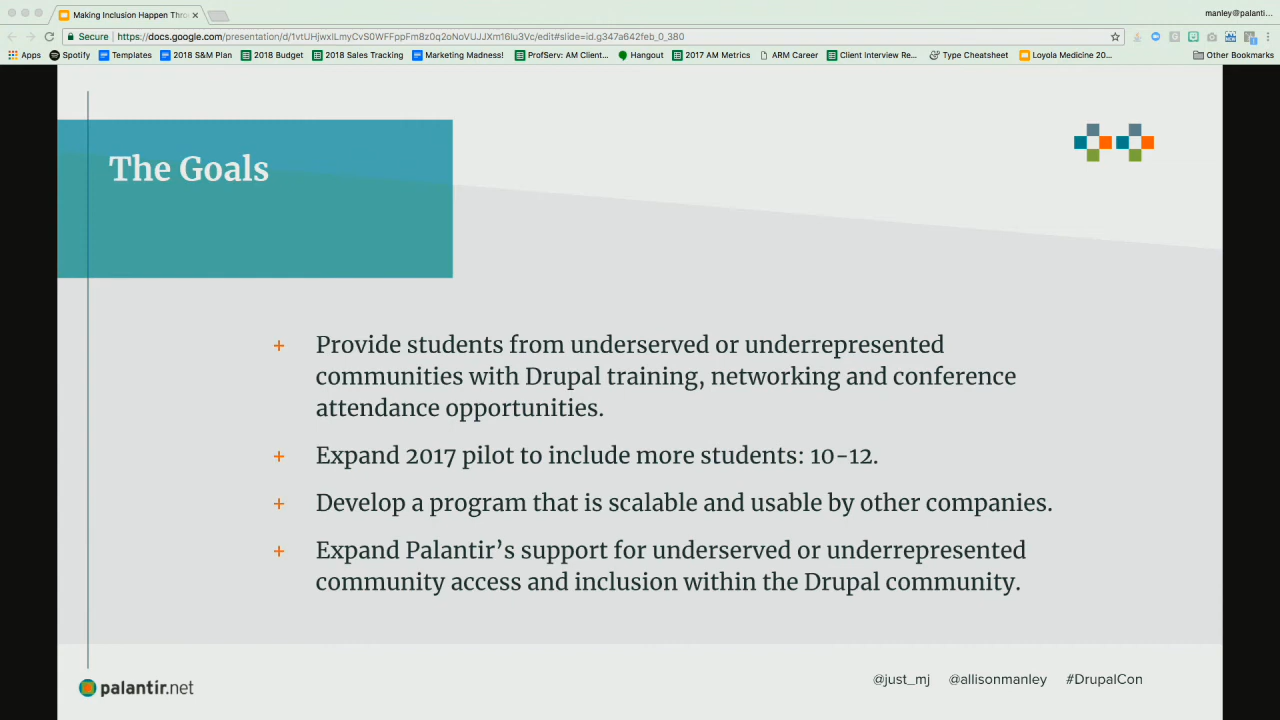 Making Inclusion Happen Thro
manley@palanti...
Secure
https://docs.google.com/presentation/d/1vtUHjwxILmyCvS0WFFppFm8z0q2oNoVUJJXm16lu3Vc/edit#slide=id.g347a642feb_0_380
Apps Spotify Templates 2018 S&M Plan 2018 Budget 2018 Sales Tracking Marketing Madness! ProfServ: AM Client... Hangout 2017 AM Metrics ARM Career Client Interview Re... Type Cheatsheet Loyola Medicine 20... Other Bookmarks
The Goals
+ Provide students from underserved or underrepresented
communities with Drupal training, networking and conference
attendance opportunities.
+ Expand 2017 pilot to include more students: 10-12.
+ Develop a program that is scalable and usable by other companies.
+ Expand Palantir’s support for underserved or underrepresented
community access and inclusion within the Drupal community.
palantir.net
@just_mj @allisonmanley #DrupalCon